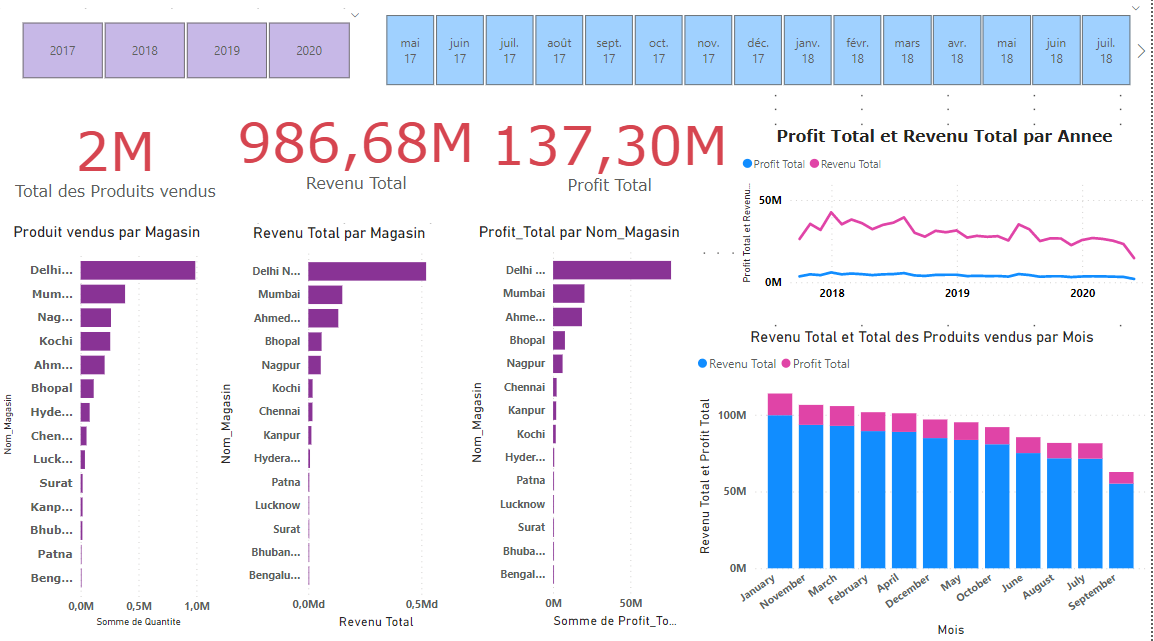 2017 2018 2019 2020
mai juin juil. août sept. oct. nov. déc. janv. févr. mars avr. mai juin juil.
17 17 17 17 17 17 17 17 18 18 18 18 18 18 18
2M
Total des Produits vendus
986,68M
Revenu Total
137,30M
Profit Total
Profit Total et Revenu Total par Annee
Profit Total Revenu Total
Profit Total et Revenu...
50M
0M
2018 2019 2020
Produit vendus par Magasin
Nom_Magasin
Delhi...
Mum...
Nag...
Kochi
Ahm...
Bhopal
Hyde...
Chen...
Luck...
Surat
Kanp...
Bhub...
Patna
Beng...
0,0M 0,5M 1,0M
Somme de Quantite
Revenu Total par Magasin
Nom_Magasin
Delhi N...
Mumbai
Ahmed...
Bhopal
Nagpur
Kochi
Chennai
Kanpur
Hydera...
Patna
Lucknow
Surat
Bhuban...
Bengalu...
0,0Md 0,5Md
Revenu Total
Profit_Total par Nom_Magasin
Nom_Magasin
Delhi ...
Mumbai
Ahme...
Bhopal
Nagpur
Chennai
Kanpur
Kochi
Hyder...
Patna
Lucknow
Surat
Bhuba...
Bengal...
0M 50M
Somme de Profit_To...
Revenu Total et Total des Produits vendus par Mois
Revenu Total Profit Total
Revenu Total et Profit Total
100M
50M
0M
January November March February April December May October June August July September
Mois